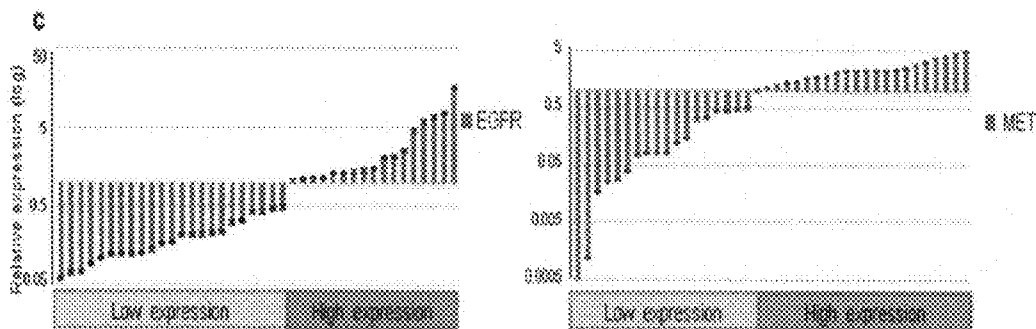 C
Relative expression (log)
50
5
0.5
0.05
EGFR
Low expression
High expression
5
0.5
0.05
0.005
0.0005
MET
Low expression
High expression